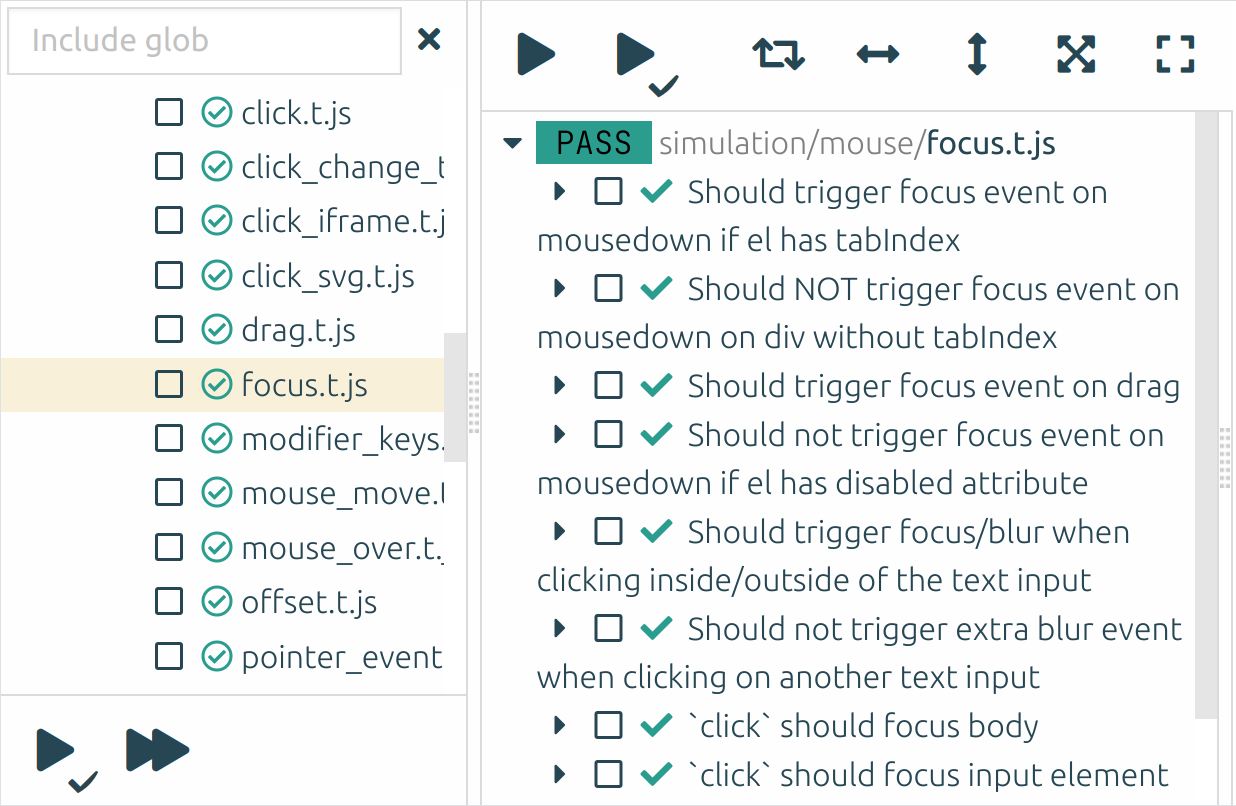 Include glob
click.t.js
click_change_t
click_iframe.t.j
click_svg.t.js
drag.t.js
focus.t.js
modifier_keys.
mouse_move.t
mouse_over.t.
offset.t.js
pointer_event
PASS simulation/mouse/focus.t.js
Should trigger focus event on
mousedown if el has tabIndex
Should NOT trigger focus event on
mousedown on div without tabIndex
Should trigger focus event on drag
Should not trigger focus event on
mousedown if el has disabled attribute
Should trigger focus/blur when
clicking inside/outside of the text input
Should not trigger extra blur event
when clicking on another text input
`click` should focus body
`click` should focus input element